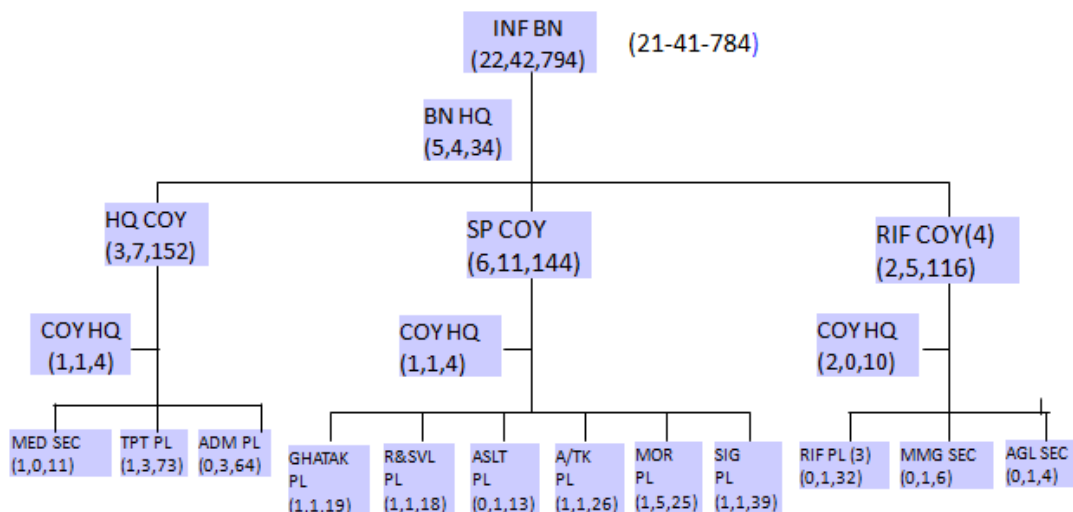 INF BN
(22,42,794)
(21-41-784)
BN HQ
(5,4,34)
HQ COY
(3,7,152)
SP COY
(6,11,144)
RIF COY(4)
(2,5,116)
COY HQ
(1,1,4)
COY HQ
(1,1,4)
COY HQ
(2,0,10)
MED SEC
(1,0,11)
TPT PL
(1,3,73)
ADM PL
(0,3,64)
GHATAK
PL
(1,1,19)
R&SVL
PL
(1,1,18)
ASLT
PL
(0,1,13)
A/TK
PL
(1,1,26)
MOR
PL
(1,5,25)
SIG
PL
(1,1,39)
RIF PL (3)
(0,1,32)
MMG SEC
(0,1,6)
AGL SEC
(0,1,4)